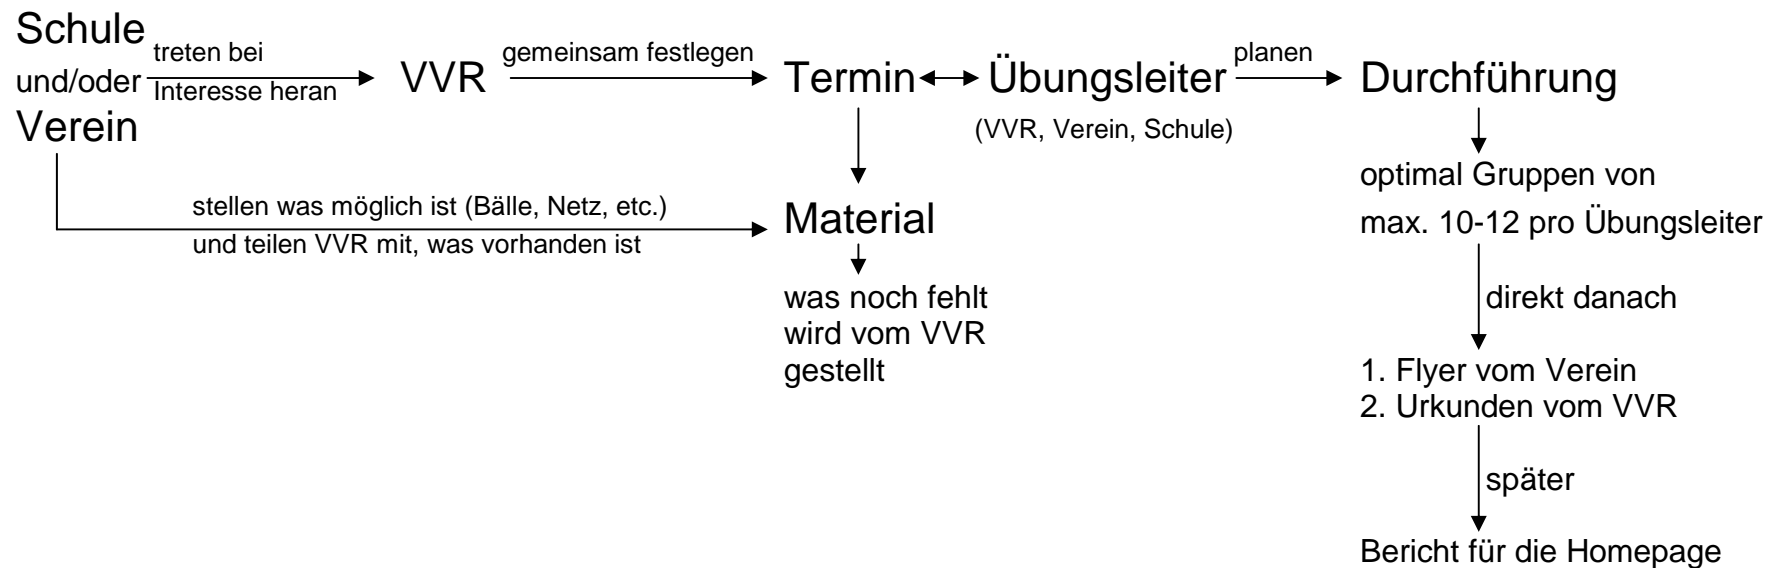 Schule
und/oder
Verein
treten bei
Interesse heran
VVR
gemeinsam festlegen
Termin
Übungsleiter
(VVR, Verein, Schule)
planen
Durchführung
stellen was möglich ist (Bälle, Netz, etc.)
und teilen VVR mit, was vorhanden ist
Material
was noch fehlt
wird vom VVR
gestellt
optimal Gruppen von
max. 10-12 pro Übungsleiter
direkt danach
1. Flyer vom Verein
2. Urkunden vom VVR
später
Bericht für die Homepage